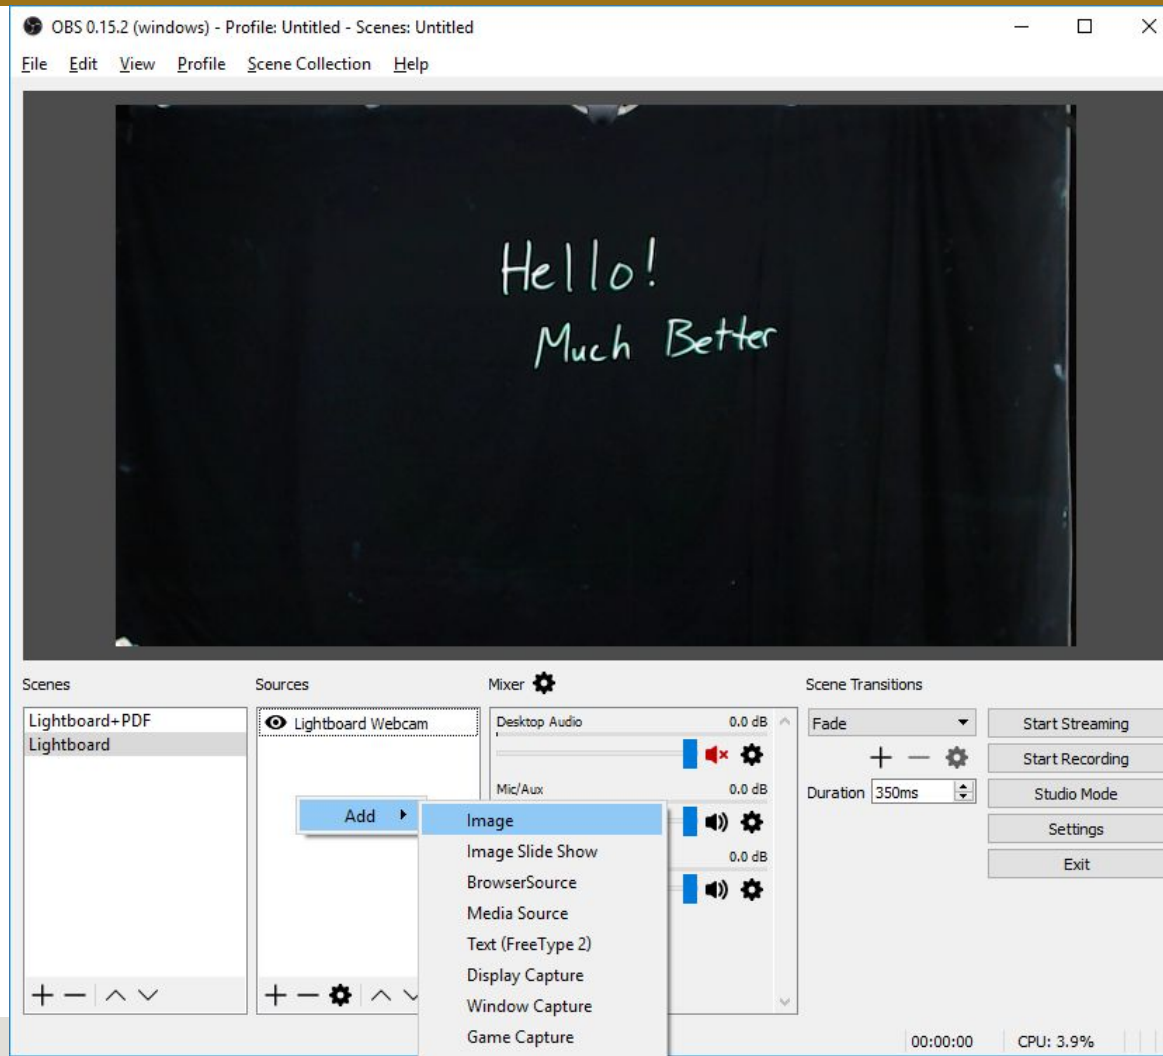 OBS 0.15.2 (windows) - Profile: Untitled - Scenes: Untitled
File Edit View Profile Scene Collection Help
Hello!
Much Better
Scenes
Lightboard+PDF
Lightboard
Sources
Lightboard Webcam
Add
Image
Image Slide Show
BrowserSource
Media Source
Text (FreeType 2)
Display Capture
Window Capture
Game Capture
Mixer
Desktop Audio 0.0 dB
Mic/Aux 0.0 dB
0.0 dB
Scene Transitions
Fade
Duration 350ms
Start Streaming
Start Recording
Studio Mode
Settings
Exit
00:00:00 CPU: 3.9%